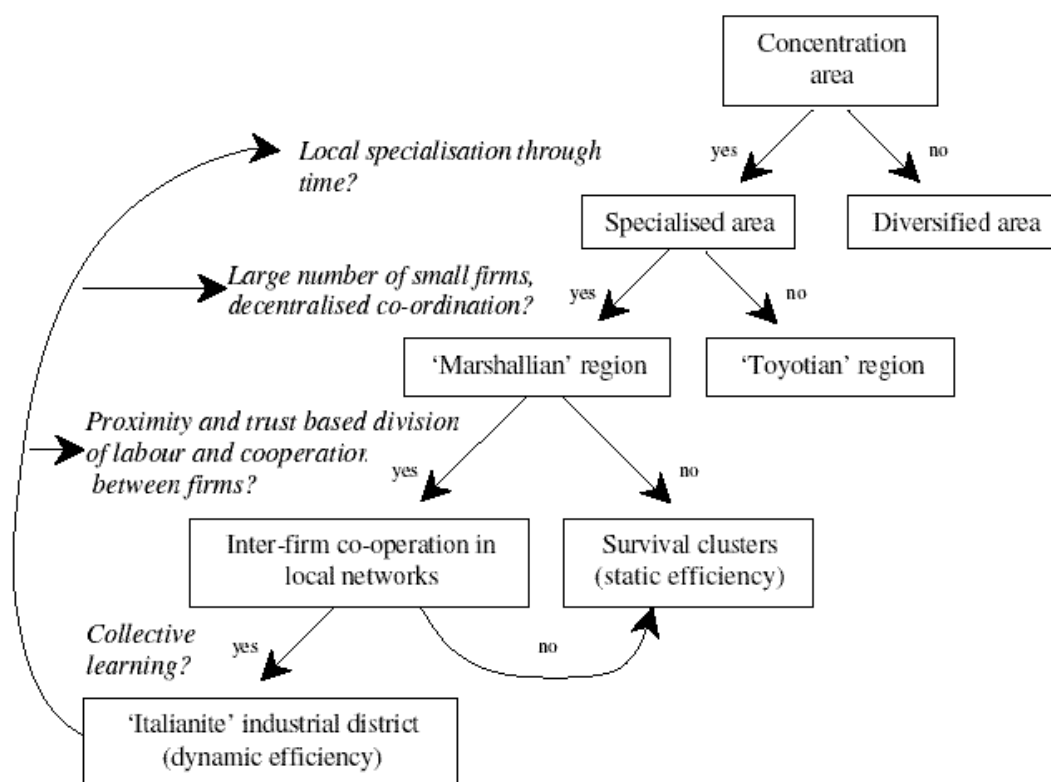 Concentration
area
yes
no
Local specialisation through
time?
Specialised area
Diversified area
Large number of small firms,
decentralised co-ordination?
yes
no
‘Marshallian’ region
‘Toyotian’ region
Proximity and trust based division
of labour and cooperation
between firms?
yes
no
Inter-firm co-operation in
local networks
Survival clusters
(static efficiency)
Collective
learning?
yes
no
‘Italianite’ industrial district
(dynamic efficiency)